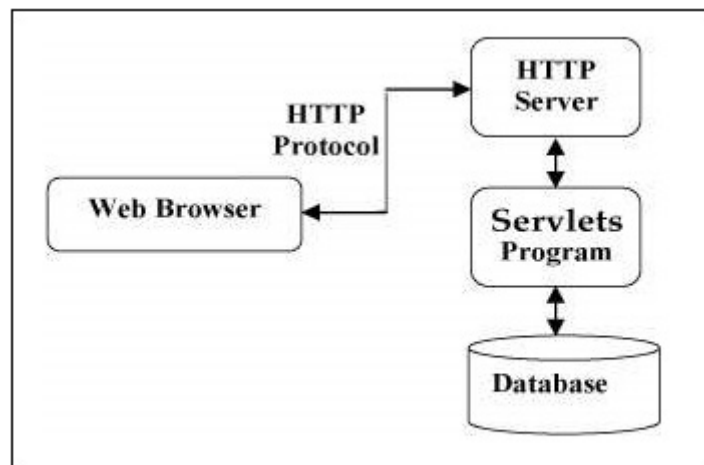 HTTP
Server
HTTP
Protocol
Web Browser
Servlets
Program
Database